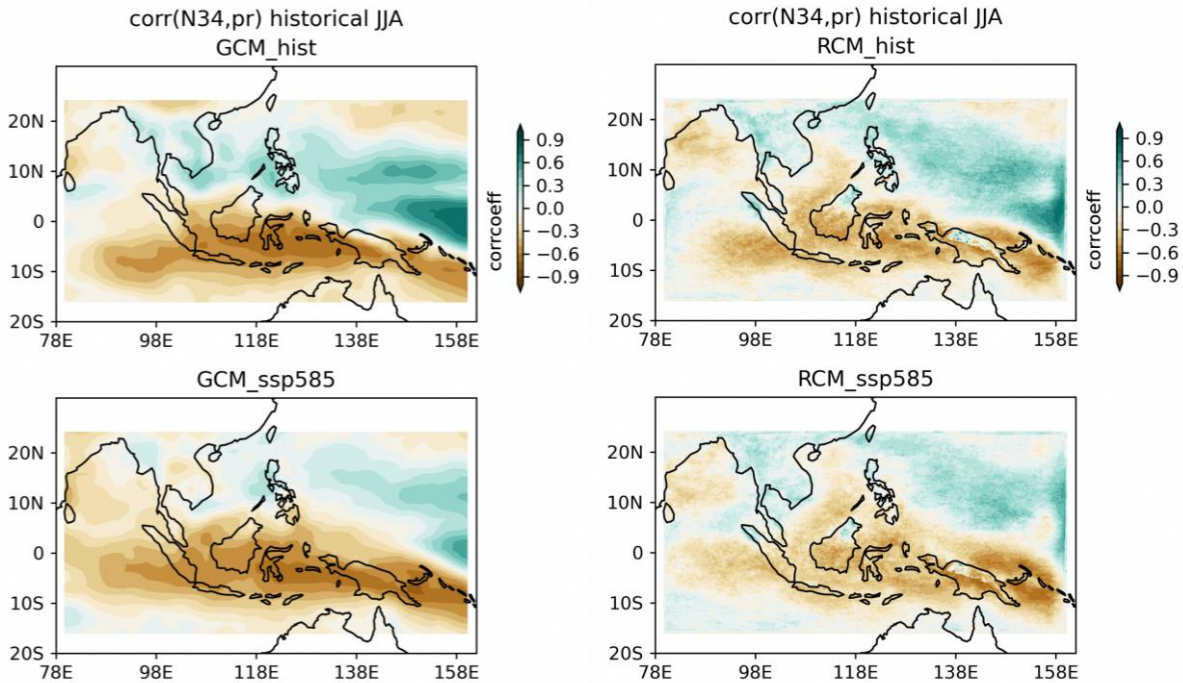 corr(N34,pr) historical JJA
GCM_hist
20N
10N
0
10S
20S
78E
98E
118E
138E
158E
0.9
0.6
0.3
0.0
−0.3
−0.6
−0.9
corrcoeff
corr(N34,pr) historical JJA
RCM_hist
20N
10N
0
10S
20S
78E
98E
118E
138E
158E
0.9
0.6
0.3
0.0
−0.3
−0.6
−0.9
corrcoeff
GCM_ssp585
20N
10N
0
10S
20S
78E
98E
118E
138E
158E
RCM_ssp585
20N
10N
0
10S
20S
78E
98E
118E
138E
158E